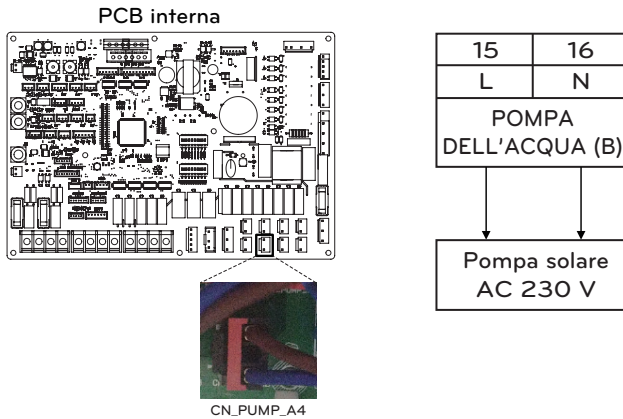 PCB interna
15 16
L N
POMPA
DELL'ACQUA (B)
Pompa solare
AC 230 V
CN_PUMP_A4